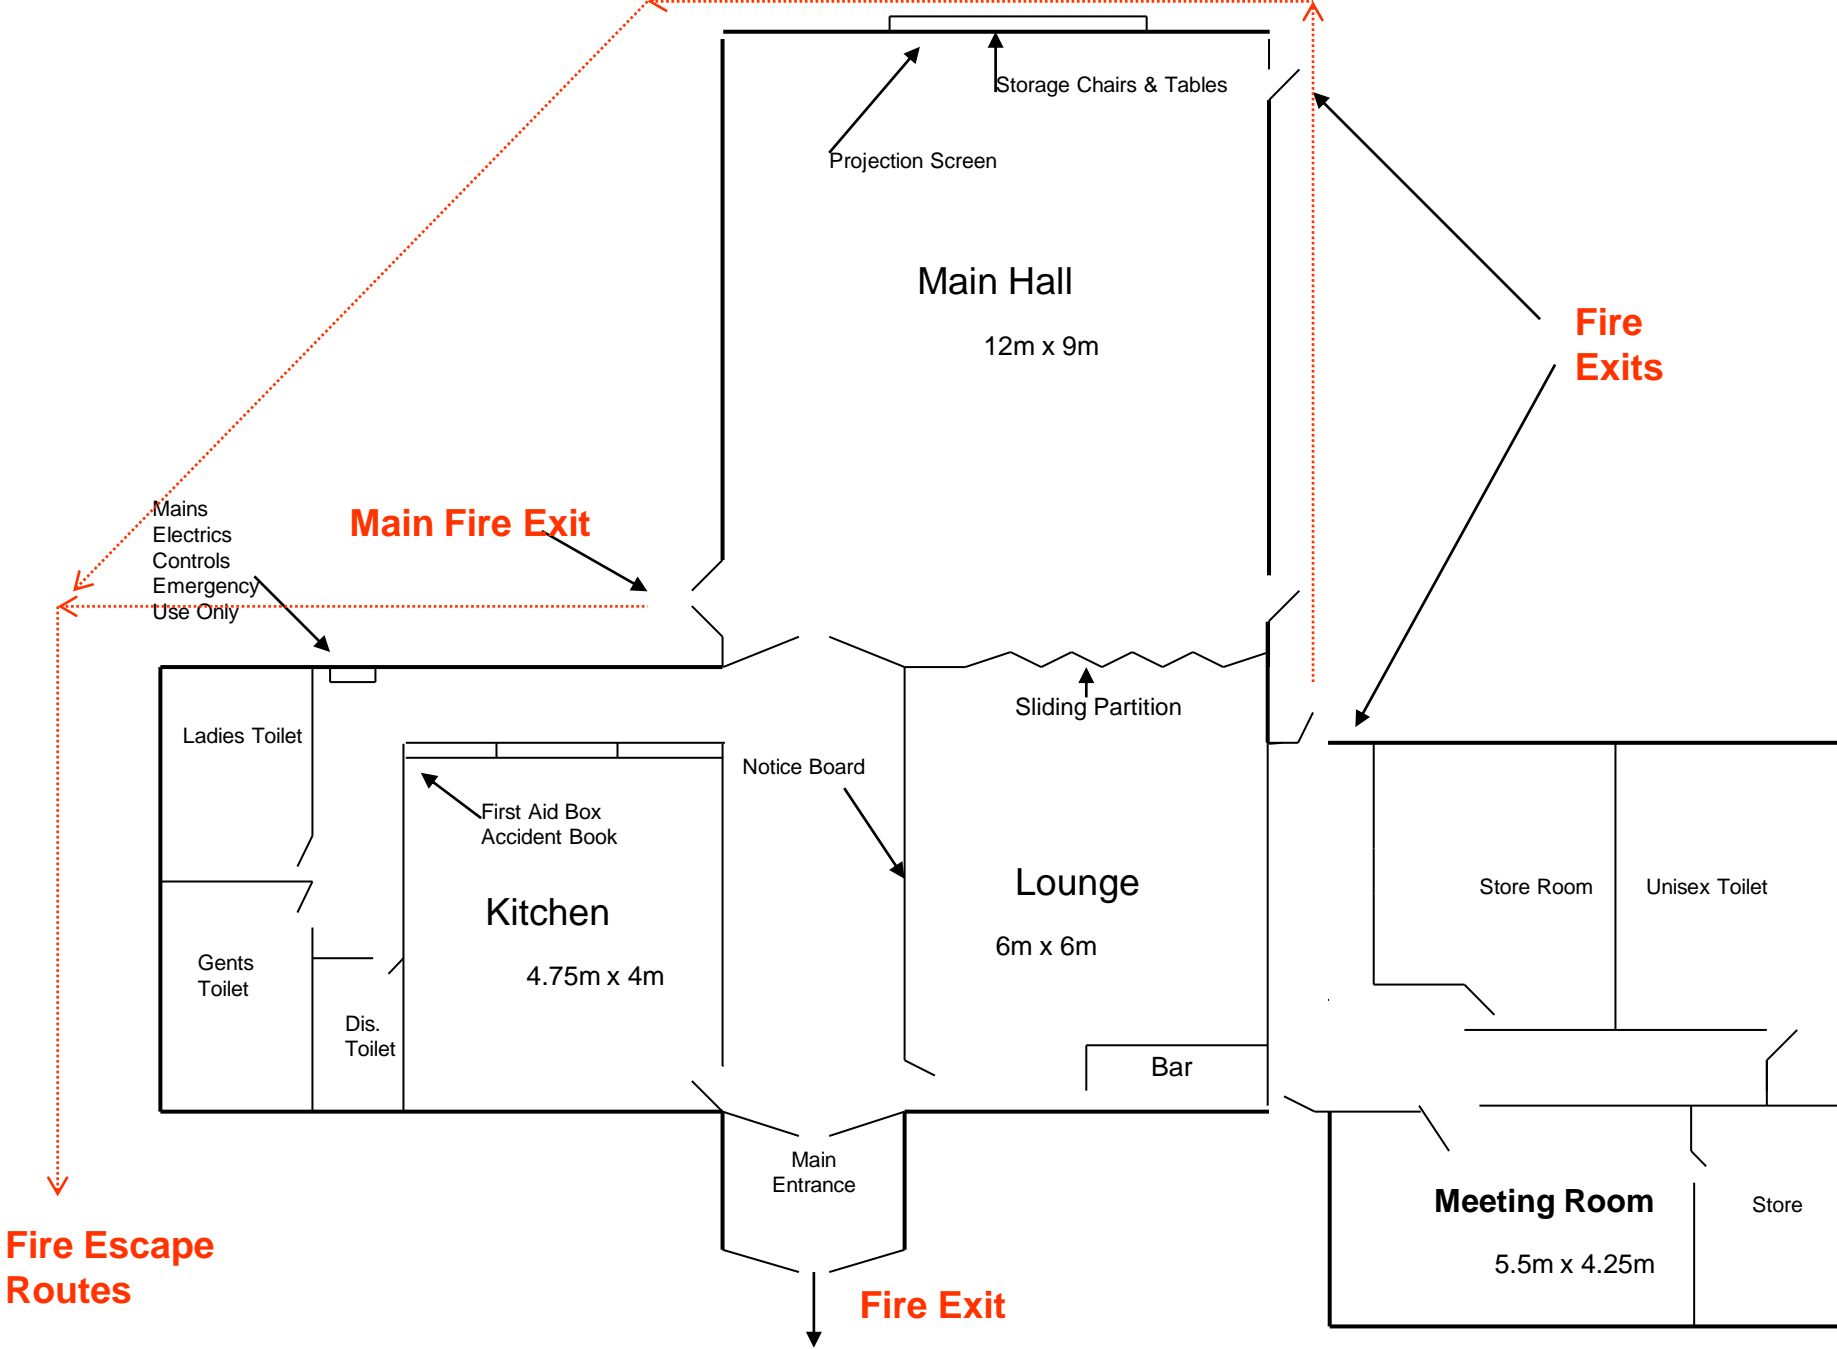 Storage Chairs & Tables
Projection Screen
Main Hall
12m x 9m
Fire
Exits
Mains
Electrics
Controls
Emergency
Use Only
Main Fire Exit
Sliding Partition
Ladies Toilet
Notice Board
First Aid Box
Accident Book
Lounge
6m x 6m
Store Room
Unisex Toilet
Kitchen
4.75m x 4m
Gents
Toilet
Dis.
Toilet
Bar
Main
Entrance
Meeting Room
5.5m x 4.25m
Store
Fire Escape
Routes
Fire Exit